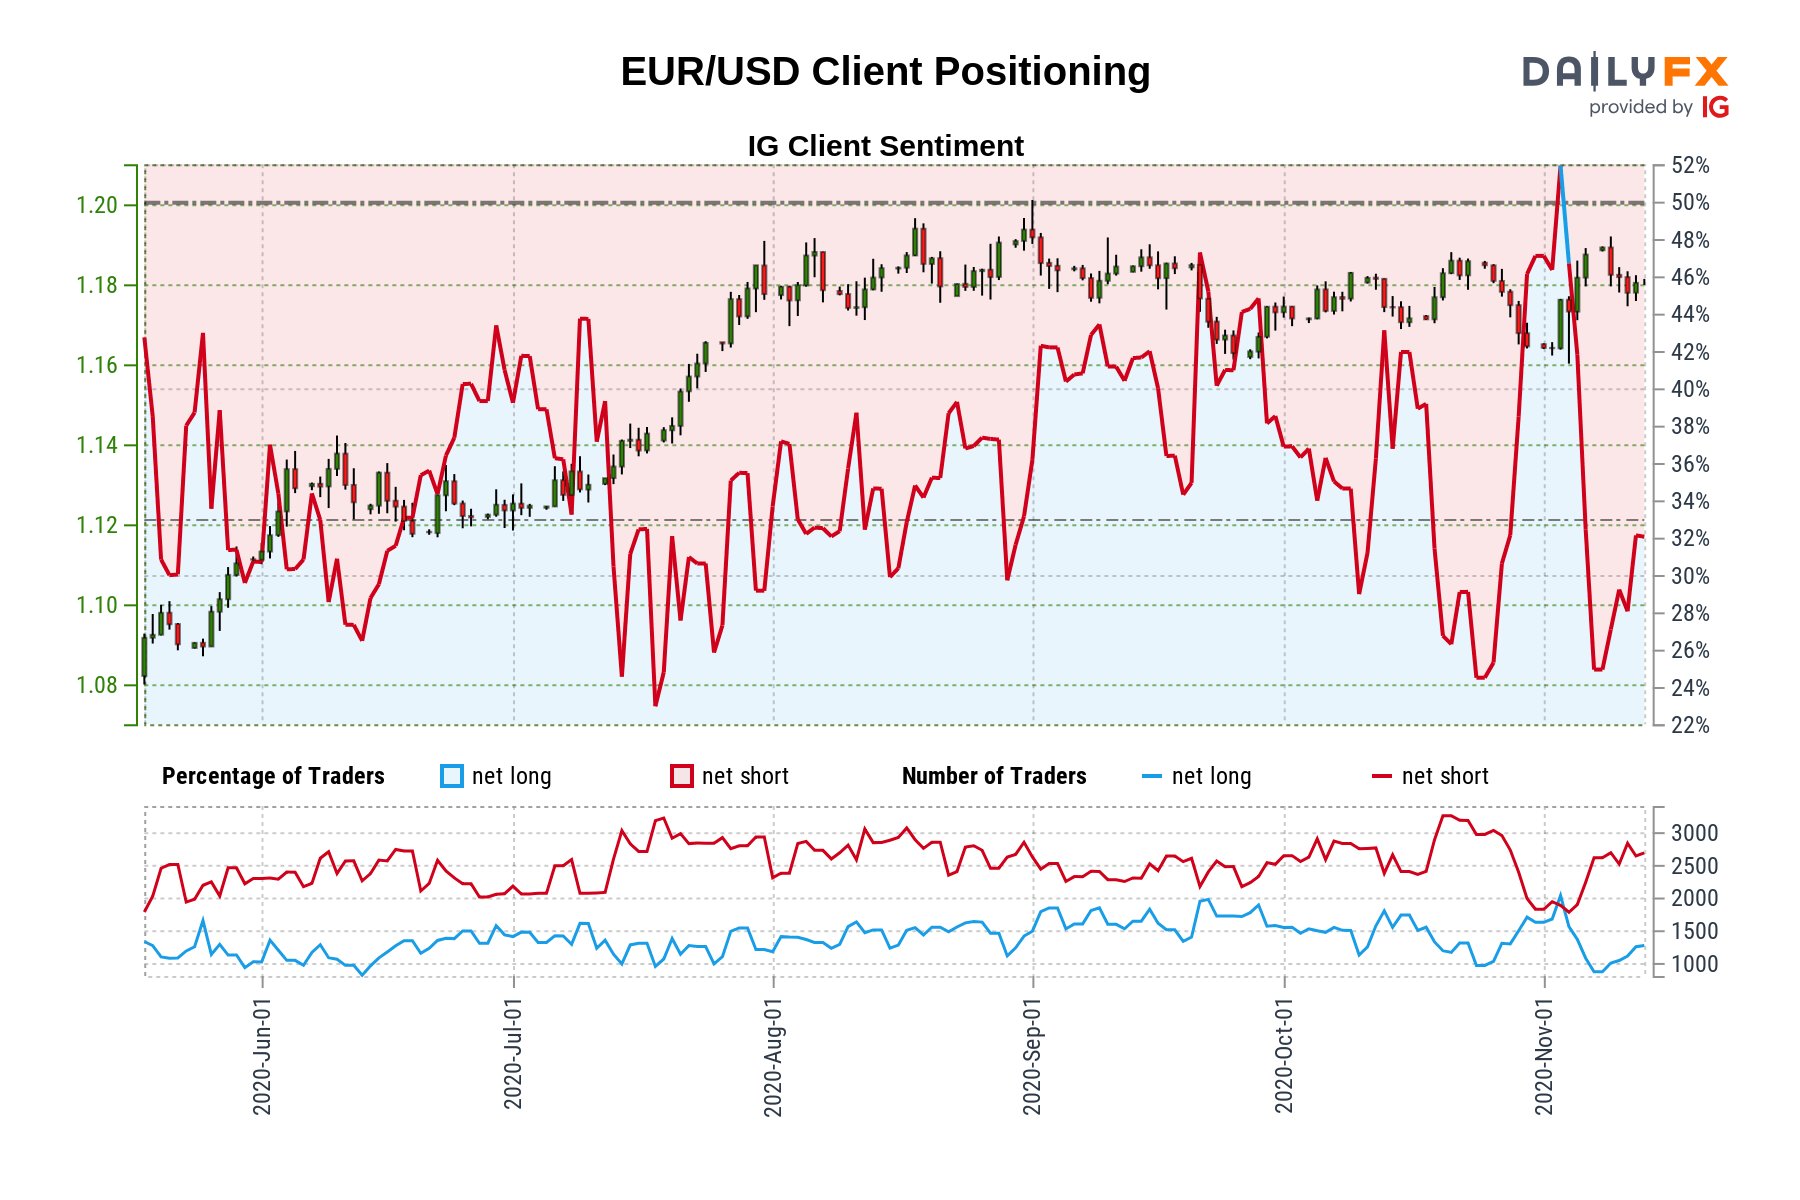 EUR/USD Client Positioning
DAILYFX
provided by IG
IG Client Sentiment
1.20
1.18
1.16
1.14
1.12
1.10
1.08
52%
50%
48%
46%
44%
42%
40%
38%
36%
34%
32%
30%
28%
26%
24%
22%
Percentage of Traders net long net short Number of Traders net long net short
3000
2500
2000
1500
1000
2020-Jun-01
2020-Jul-01
2020-Aug-01
2020-Sep-01
2020-Oct-01
2020-Nov-01